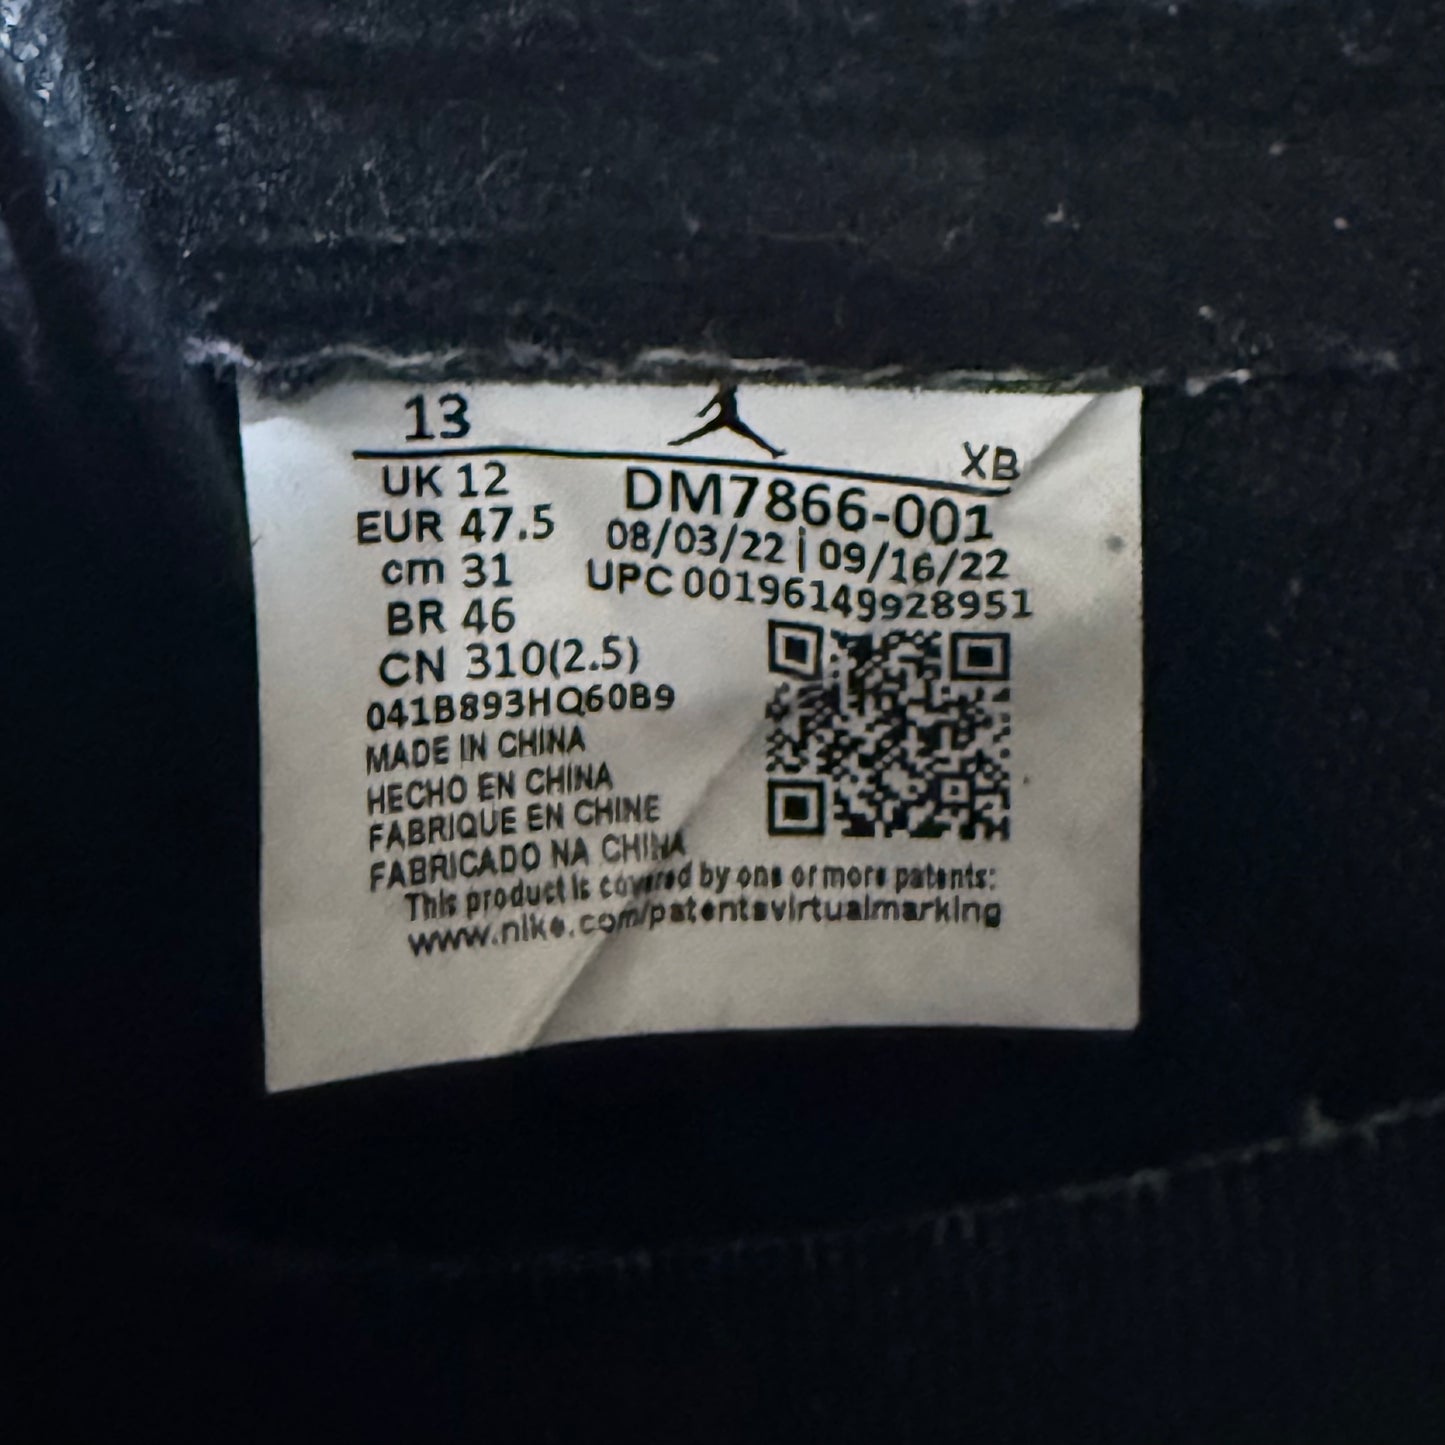 13
XB
UK 12
EUR 47.5
cm 31
BR 46
CN 310(2.5)
DM7866-001
08/03/22 | 09/16/22
UPC 00196149928951
041B893HQ60B9
MADE IN CHINA
HECHO EN CHINA
FABRIQUE EN CHINE
FABRICADO NA CHINA
This product is covered by one or more patents:
www.nike.com/patentsvirtualmarking